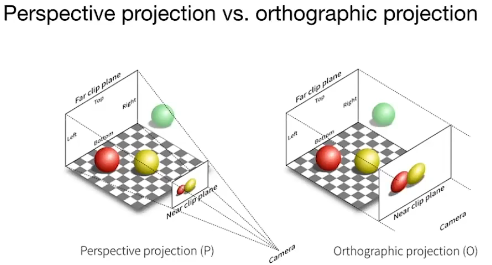 Perspective projection vs. orthographic projection
Far clip plane
Top
Right
Left
Bottom
Near clip plane
Camera
Perspective projection (P)
Far clip plane
Top
Right
Left
Bottom
Near clip plane
Camera
Orthographic projection (O)